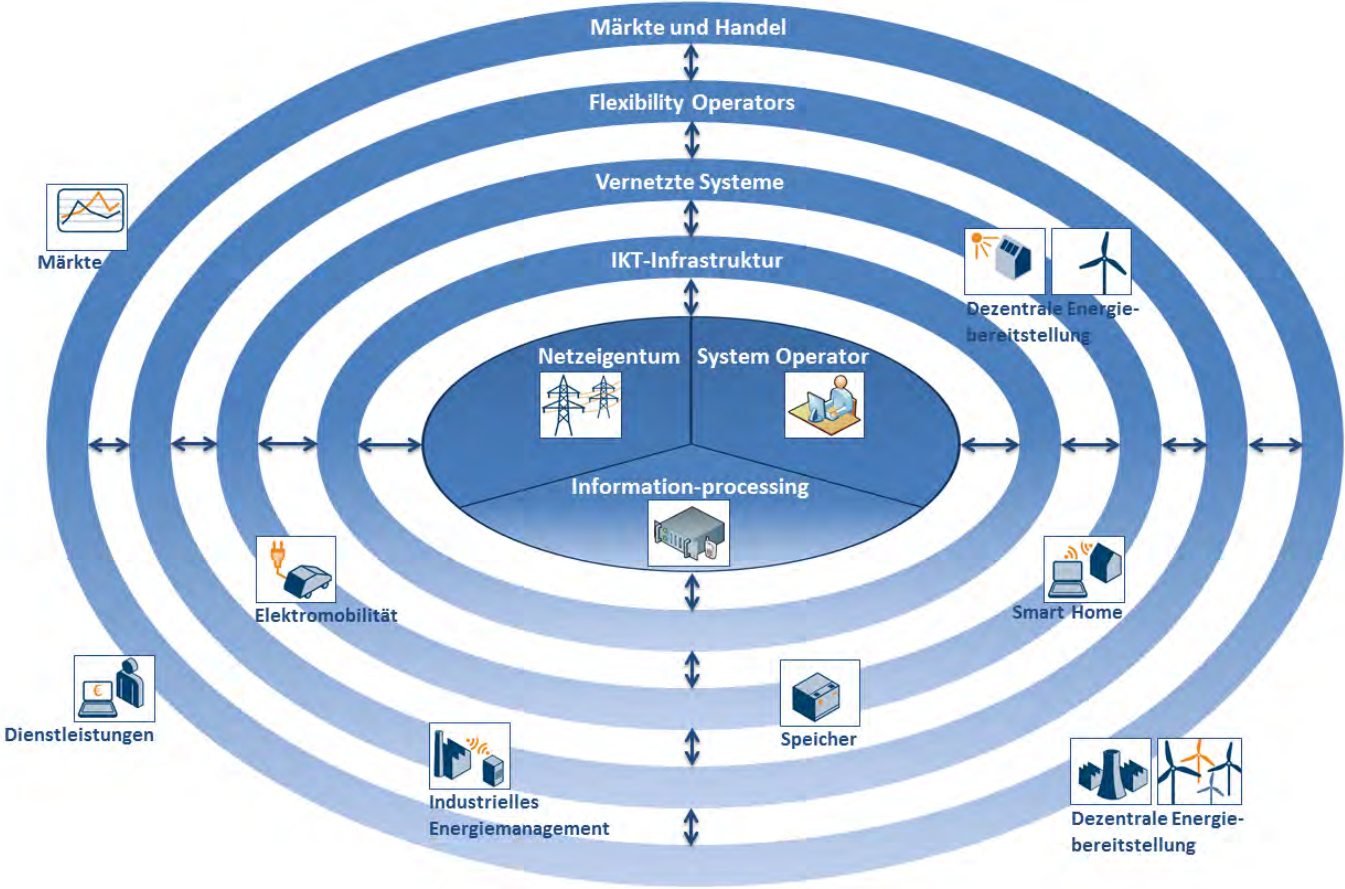 Märkte und Handel
Flexibility Operators
Vernetzte Systeme
IKT-Infrastruktur
Märkte
Dezentrale Energie-
bereitstellung
Netzeigentum
System Operator
Information-processing
€
Elektromobilität
Smart Home
Dienstleistungen
Speicher
Industrielles
Energiemanagement
Dezentrale Energie-
bereitstellung